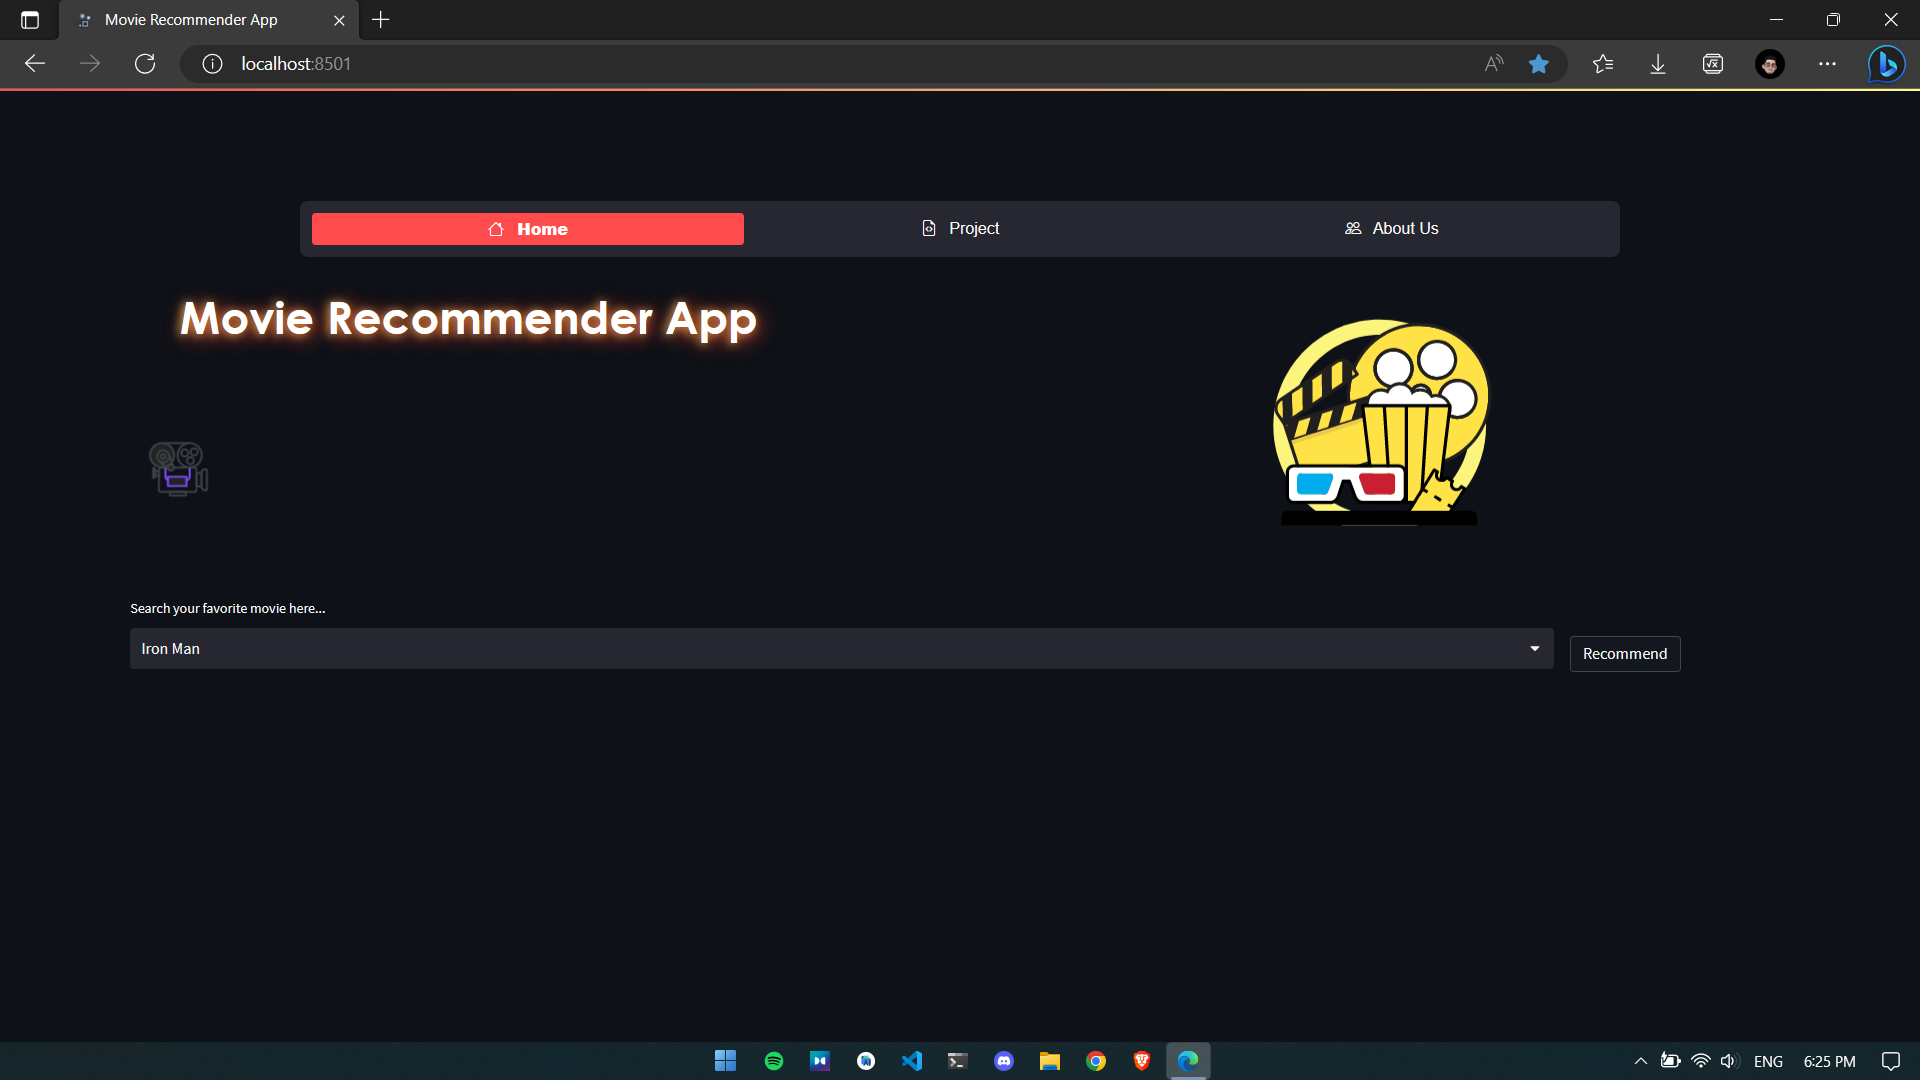 Movie Recommender App
localhost:8501
Home
Project
About Us
Movie Recommender App
Search your favorite movie here...
Iron Man
Recommend
ENG
6:25 PM